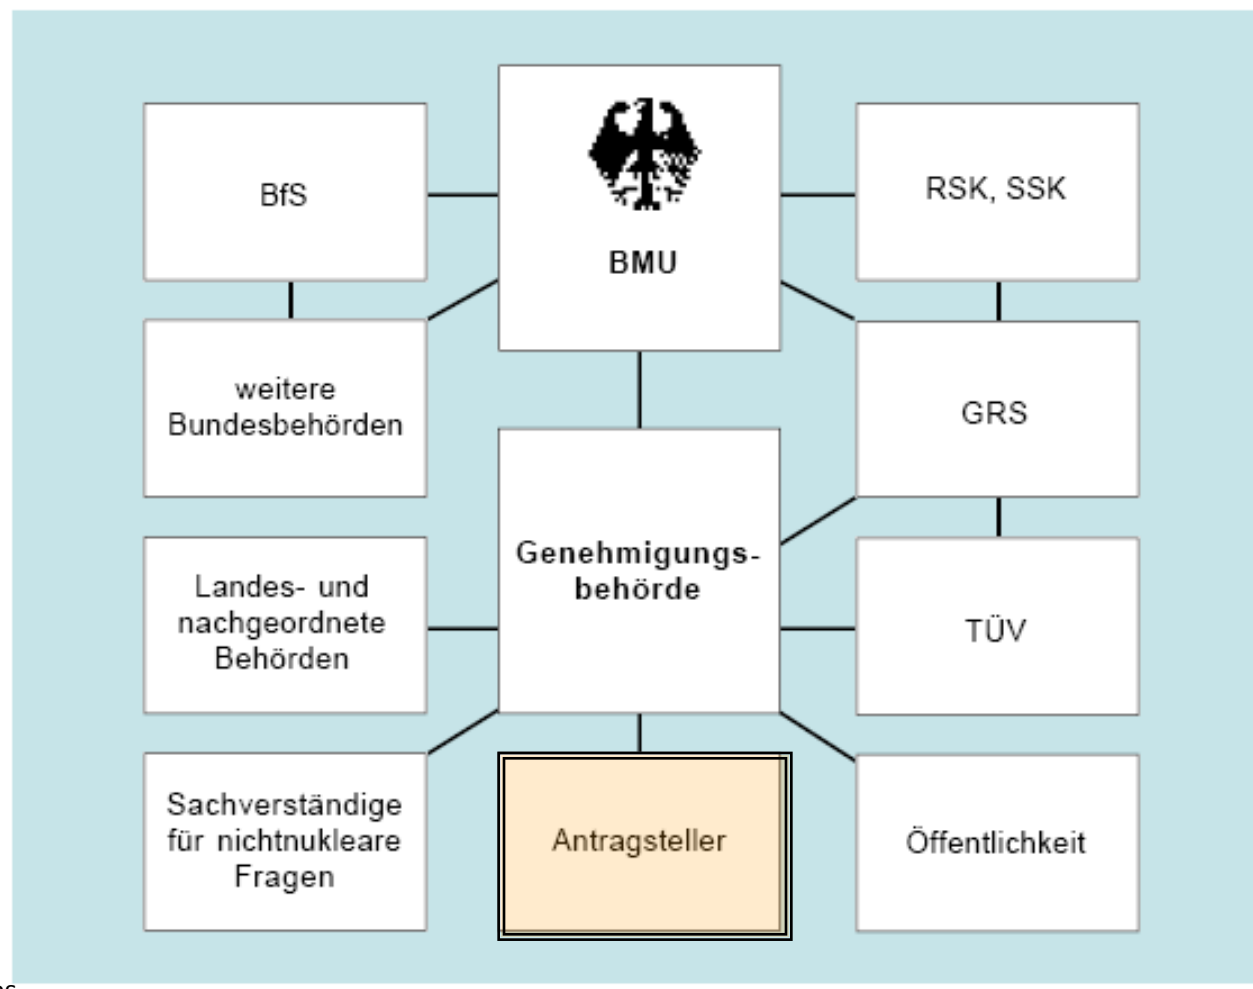 BfS
BMU
RSK, SSK
weitere
Bundesbehörden
GRS
Genehmigungs-
behörde
Landes- und
nachgeordnete
Behörden
TÜV
Sachverständige
für nichtnukleare
Fragen
Antragsteller
Öffentlichkeit